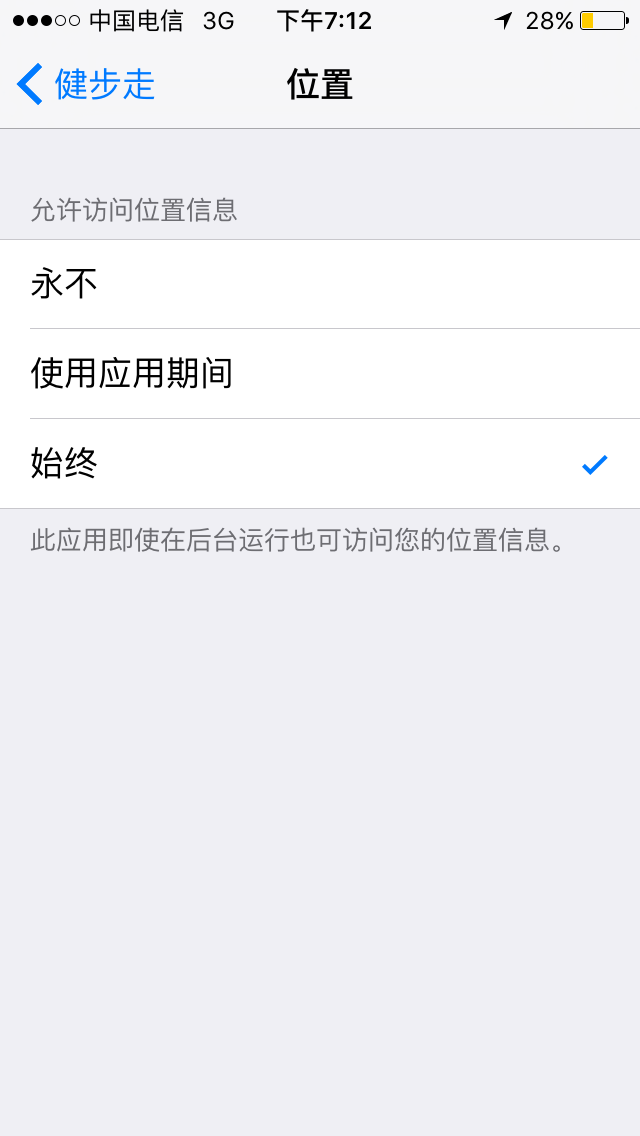 中国电信 3G 下午7:12 28%
健步走 位置
允许访问位置信息
永不
使用应用期间
始终
此应用即使在后台运行也可访问您的位置信息。